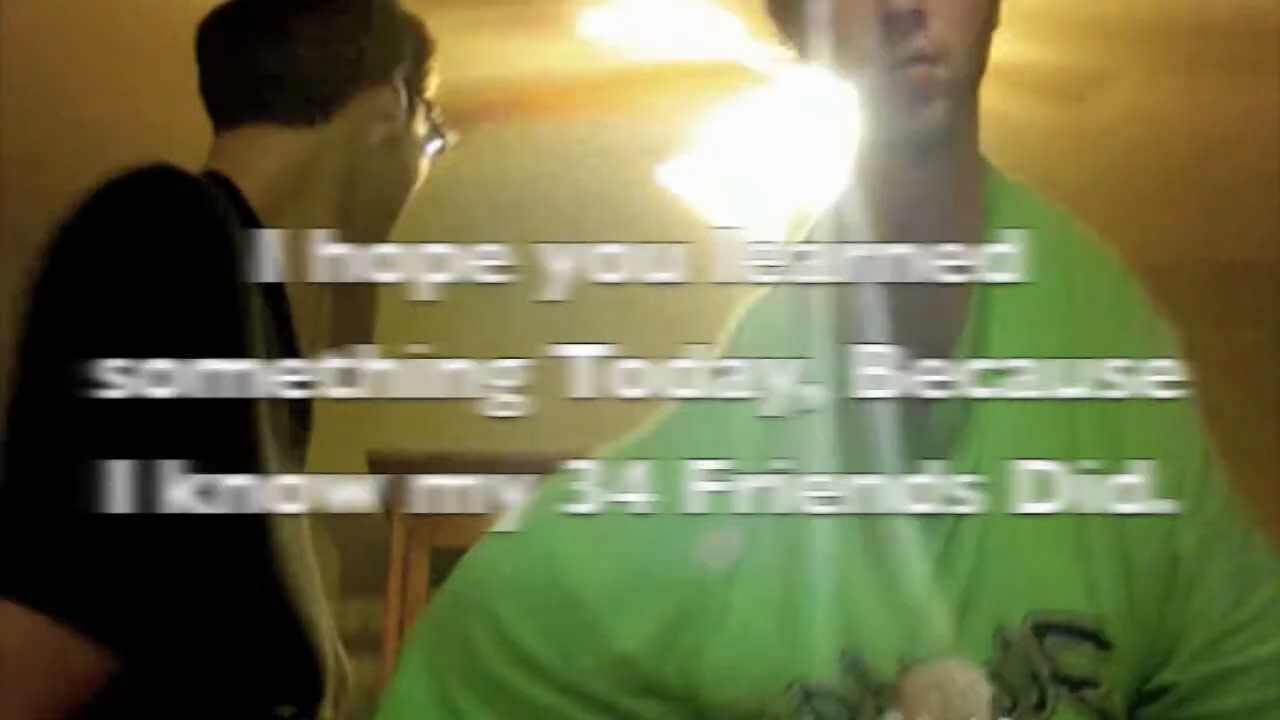 I hope you learned
something Today, Because
I know my 34 Friends Did.